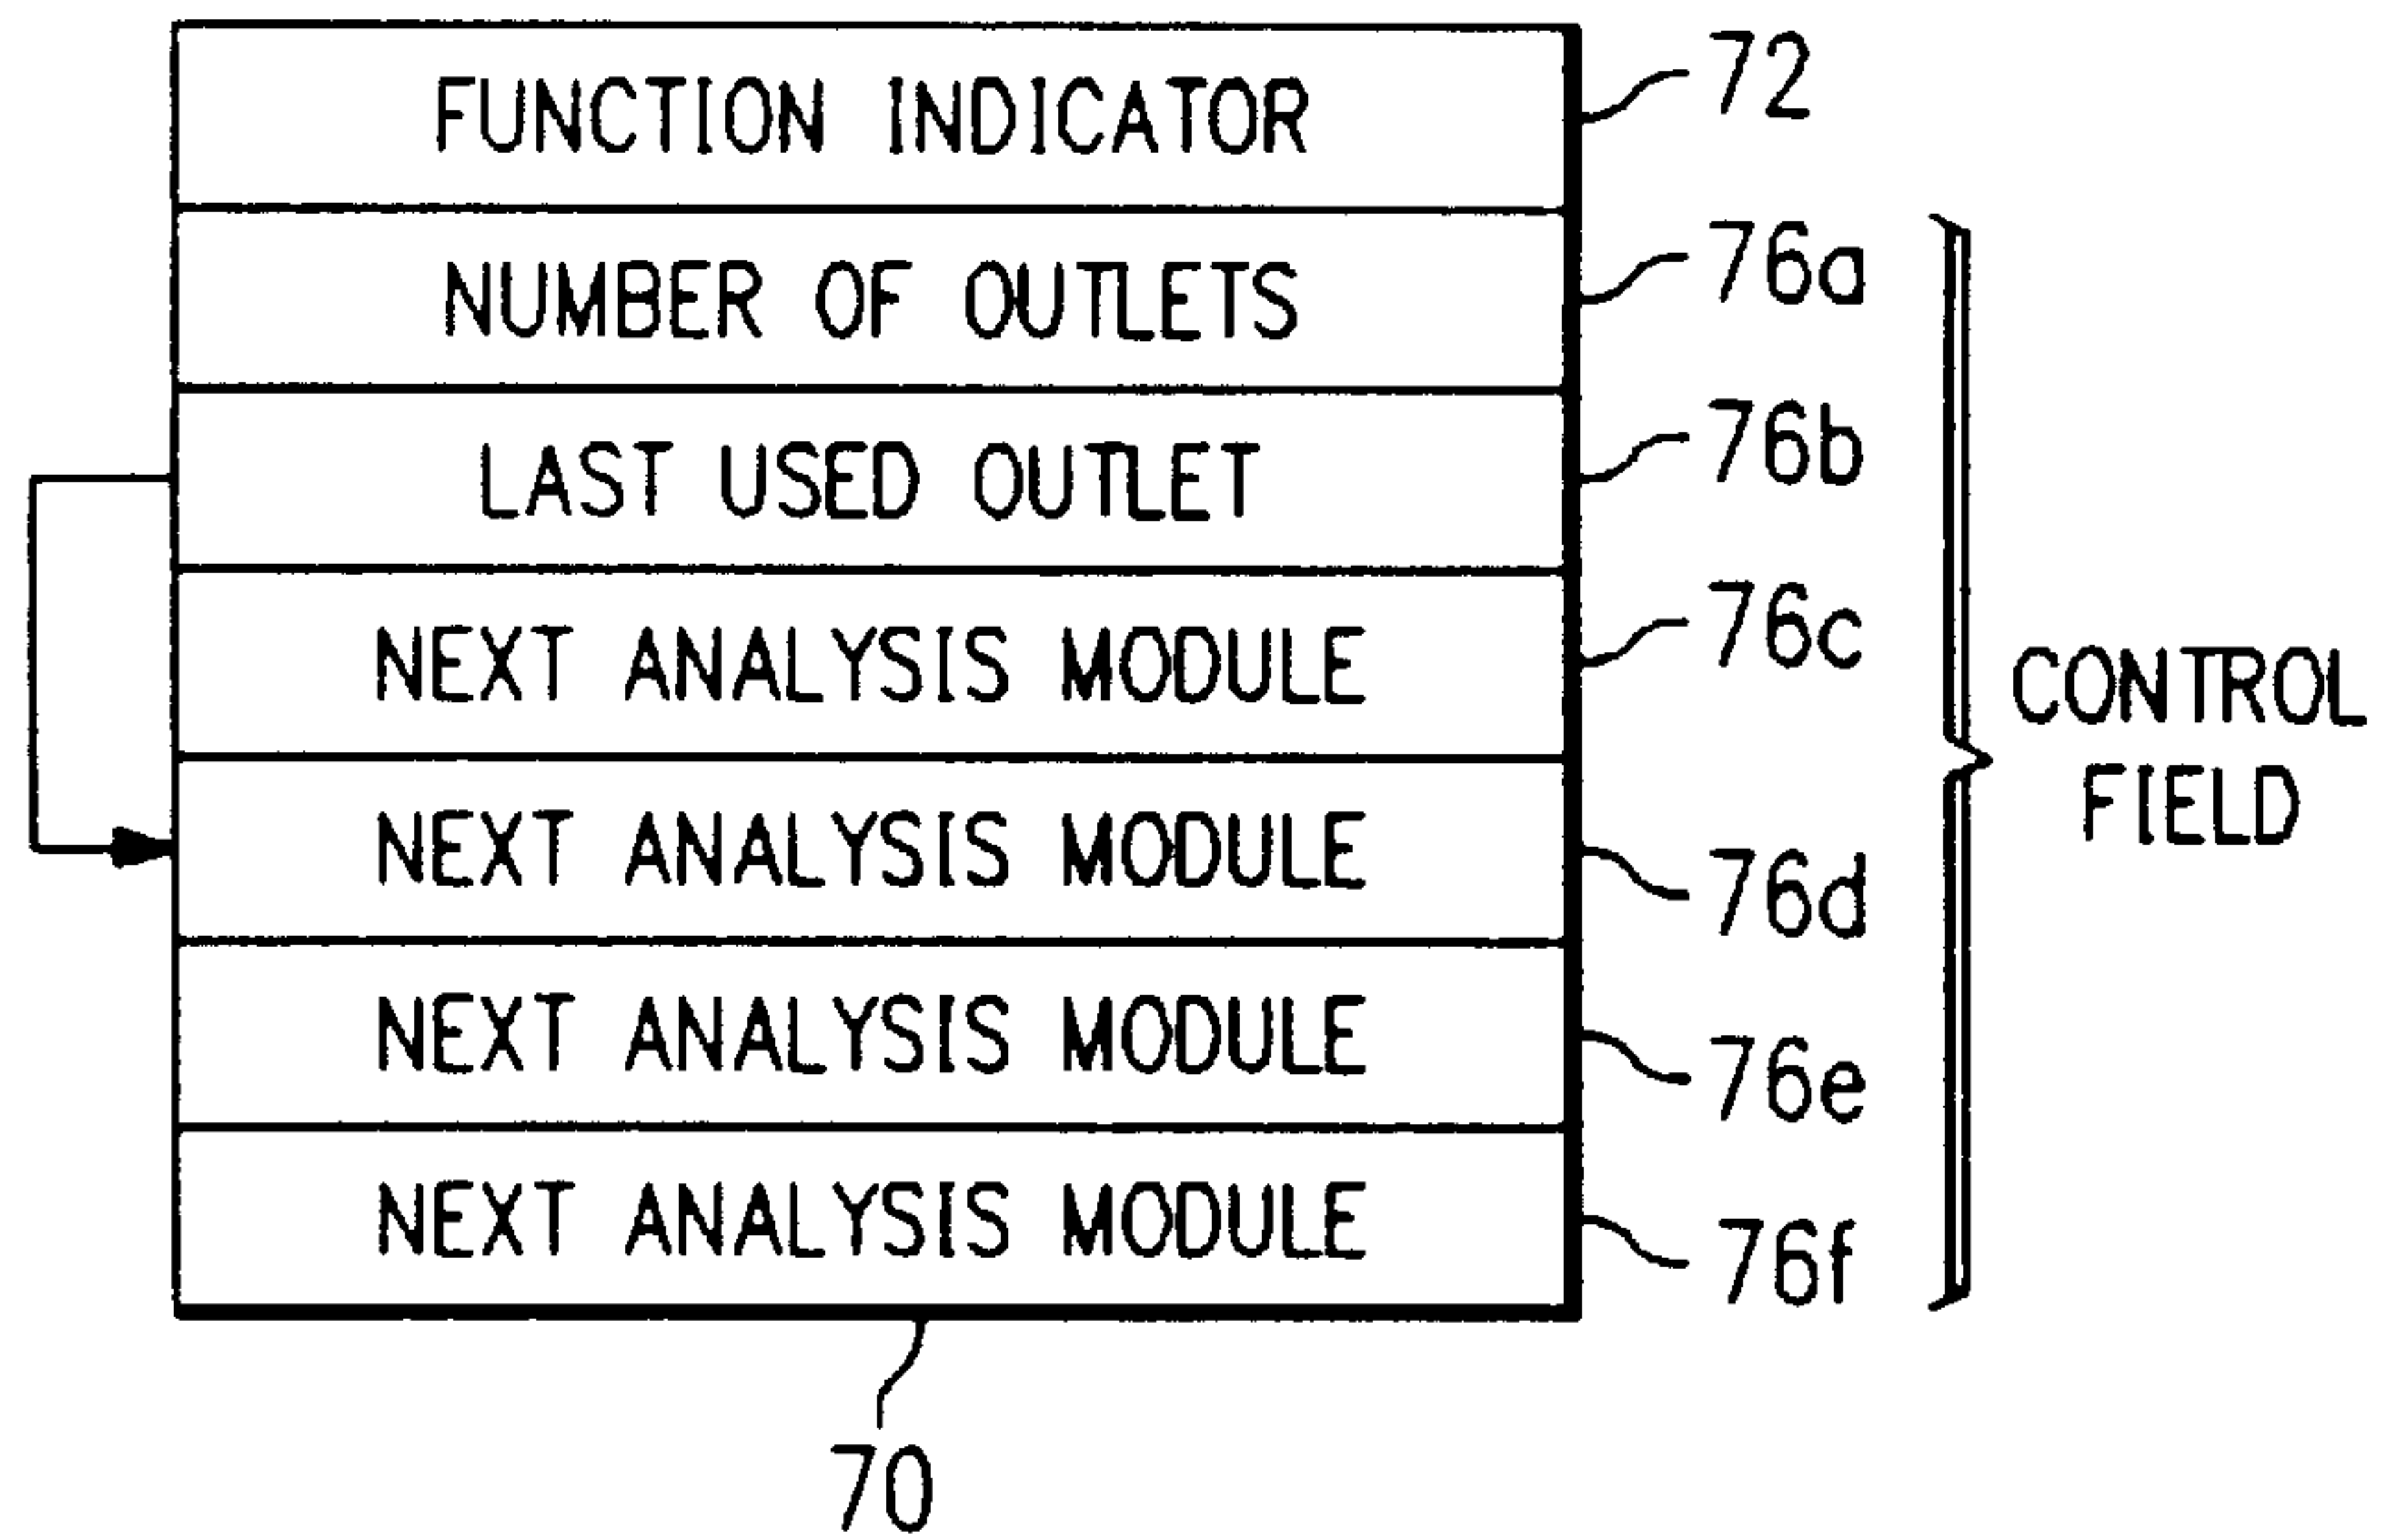 FUNCTION INDICATOR
72
NUMBER OF OUTLETS
76a
LAST USED OUTLET
76b
NEXT ANALYSIS MODULE
76c
NEXT ANALYSIS MODULE
76d
NEXT ANALYSIS MODULE
76e
NEXT ANALYSIS MODULE
76f
CONTROL
FIELD
70